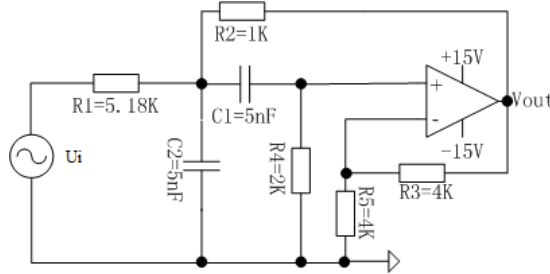 R2=1K
+15V
R1=5.18K
C1=5nF
+
Vout
-
-15V
Ui
C2=5nF
R4=2K
R3=4K
R5=4K